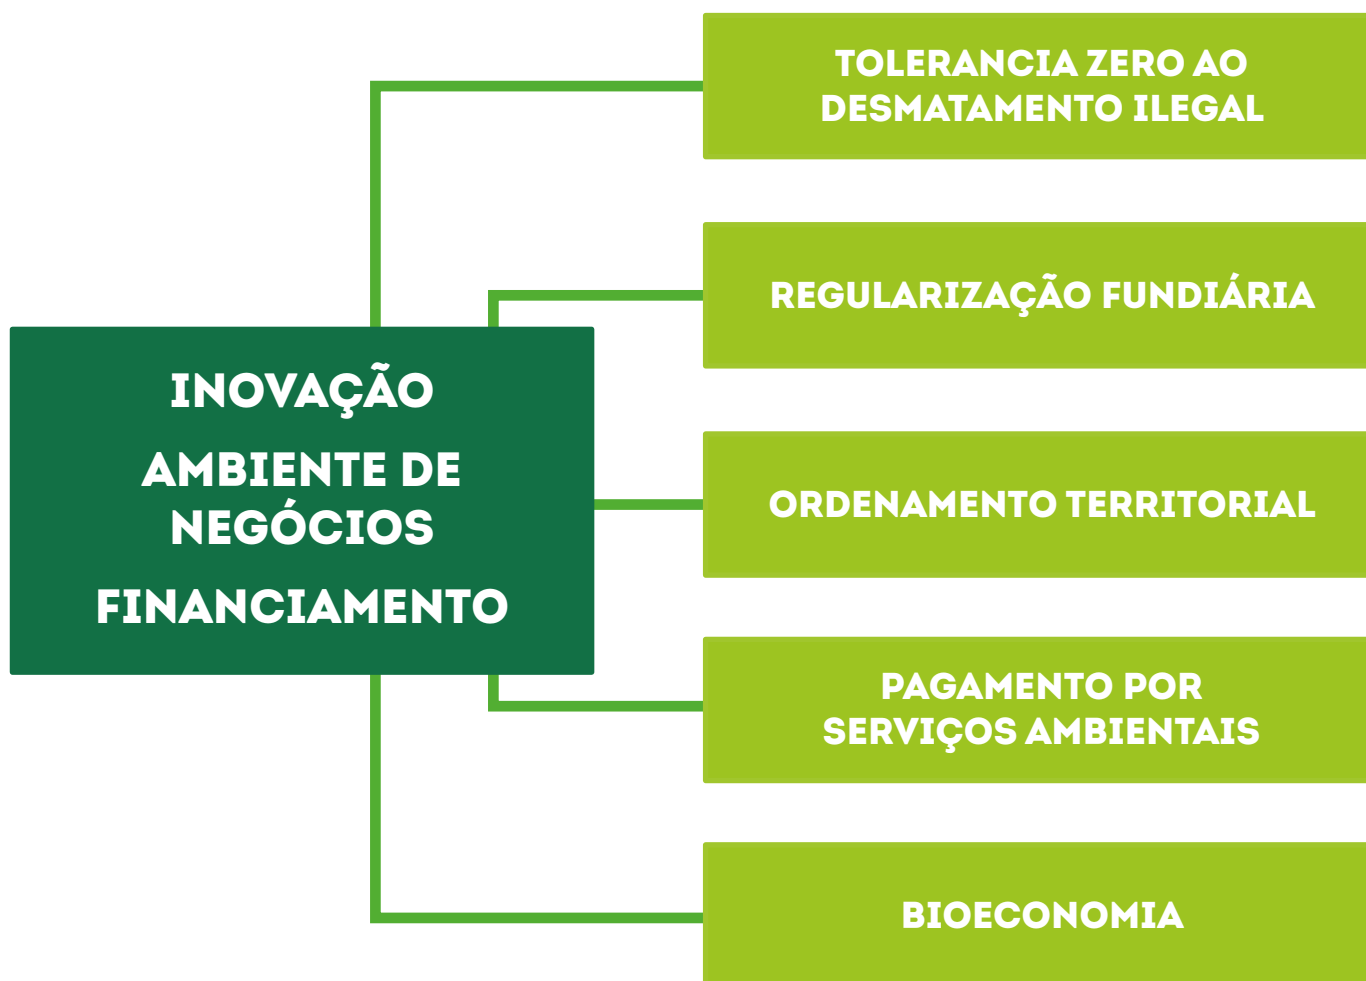 TOLERANCIA ZERO AO
DESMATAMENTO ILEGAL
REGULARIZAÇÃO FUNDIÁRIA
INOVAÇÃO
AMBIENTE DE
NEGÓCIOS
FINANCIAMENTO
ORDENAMENTO TERRITORIAL
PAGAMENTO POR
SERVIÇOS AMBIENTAIS
BIOECONOMIA